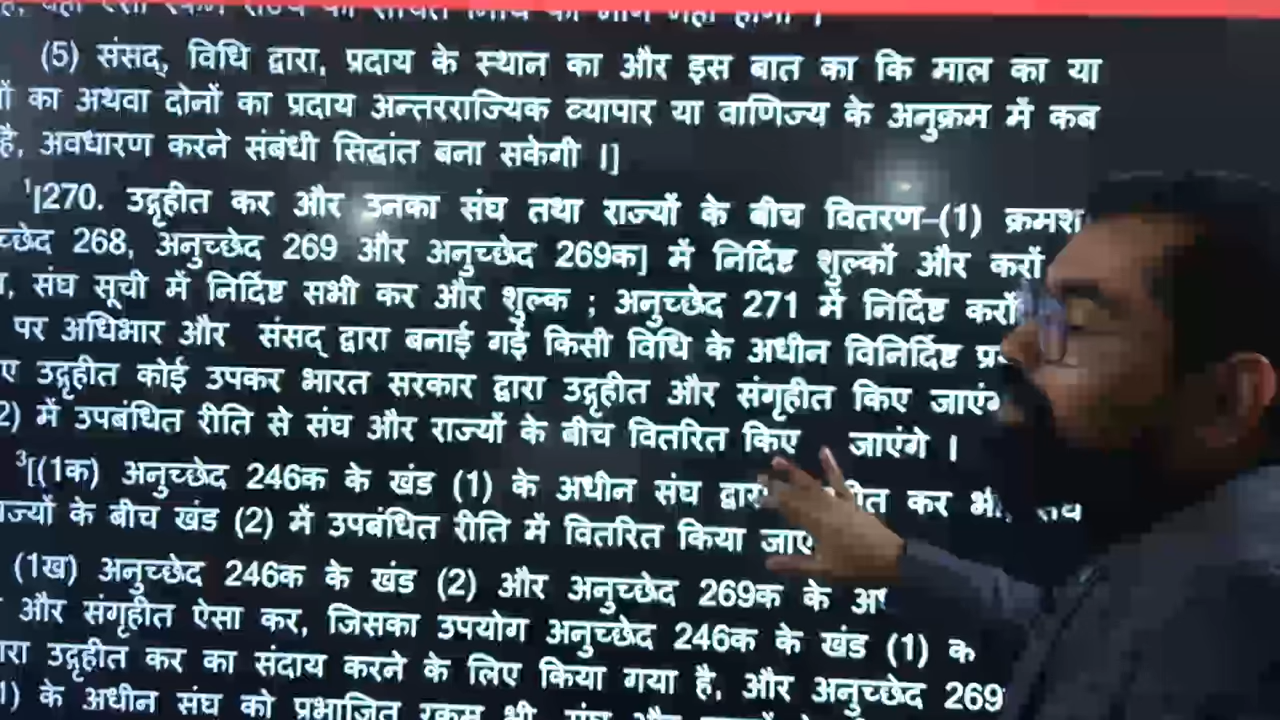 (5) संसद्, विधि द्वारा, प्रदाय के स्थान का और इस बात का कि माल का या
का अथवा दोनों का प्रदाय अन्तरराज्यिक व्यापार या वाणिज्य के अनुक्रम में कब
है, अवधारण करने संबंधी सिद्धांत बना सकेगी ।]
¹[270. उद्गृहीत कर और उनका संघ तथा राज्यों के बीच वितरण–(1)
268, अनुच्छेद 269 और अनुच्छेद 269क] में निर्दिष्ट शुल्कों और करों
संघ सूची में निर्दिष्ट सभी कर और शुल्क ; अनुच्छेद 271 में निर्दिष्ट करों
पर अधिभार और संसद् द्वारा बनाई गई किसी विधि के अधीन विनिर्दिष्ट
उद्गृहीत कोई उपकर भारत सरकार द्वारा उद्गृहीत और संगृहीत किए
2) में उपबंधित रीति से संघ और राज्यों के बीच वितरित किए जाएंगे ।
³[(1क) अनुच्छेद 246क के खंड (1) के अधीन संघ कर
के बीच खंड (2) में उपबंधित रीति में वितरित किया
(1ख) अनुच्छेद 246क के खंड (2) और अनुच्छेद 269क के
और संगृहीत ऐसा कर, जिसका उपयोग अनुच्छेद 246क के खंड (1)
उद्गृहीत कर का संदाय करने के लिए किया गया है, और अनुच्छेद 269
1) के अधीन संघ को प्रभाजित रकम भी